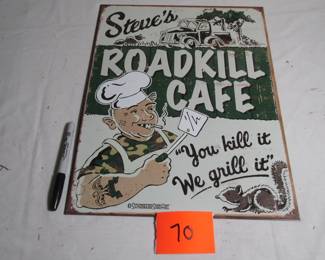 Steve's
ROADKILL
CAFE
"You kill it
We grill it"
70